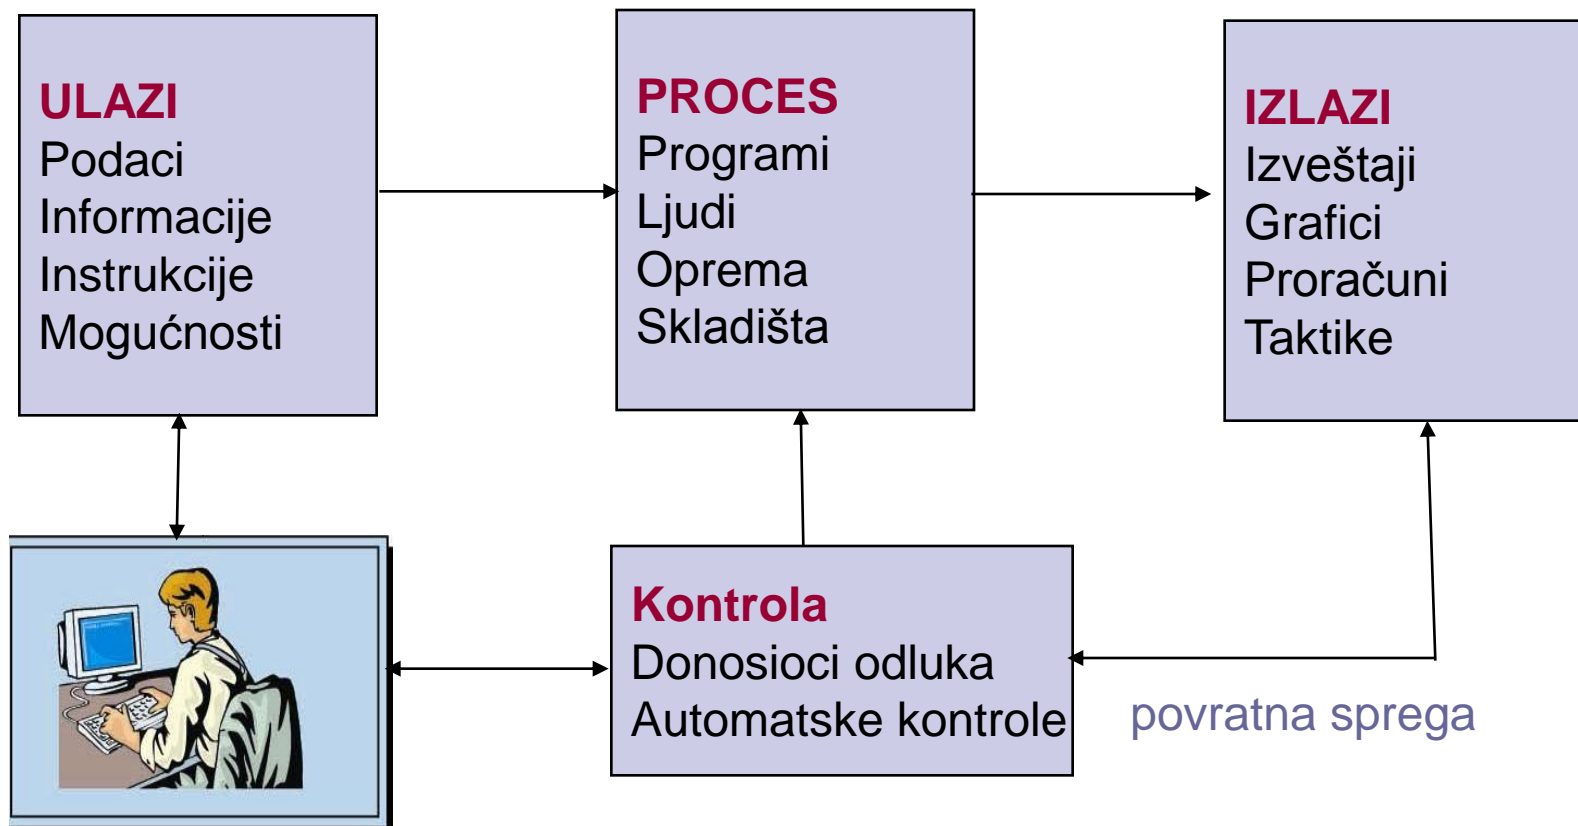 ULAZI
Podaci
Informacije
Instrukcije
Mogućnosti
PROCES
Programi
Ljudi
Oprema
Skladišta
IZLAZI
Izveštaji
Grafici
Proračuni
Taktike
Kontrola
Donosioci odluka
Automatske kontrole
povratna sprega